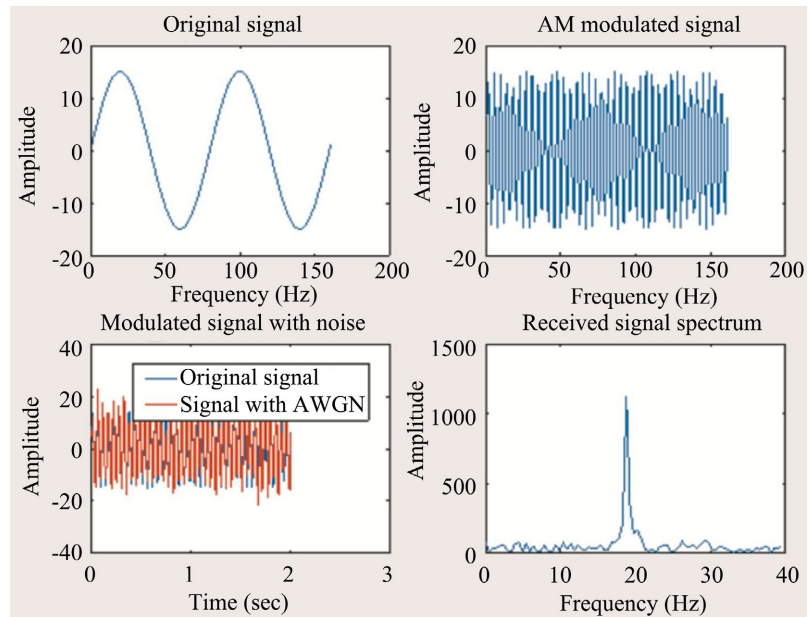 Original signal
20
10
0
-10
-20
Amplitude
0 50 100 150 200
Frequency (Hz)
AM modulated signal
20
10
0
-10
-20
Amplitude
0 50 100 150 200
Frequency (Hz)
Modulated signal with noise
40
20
0
-20
-40
Amplitude
Original signal
Signal with AWGN
0 1 2 3
Time (sec)
Received signal spectrum
1500
1000
500
0
Amplitude
0 10 20 30 40
Frequency (Hz)